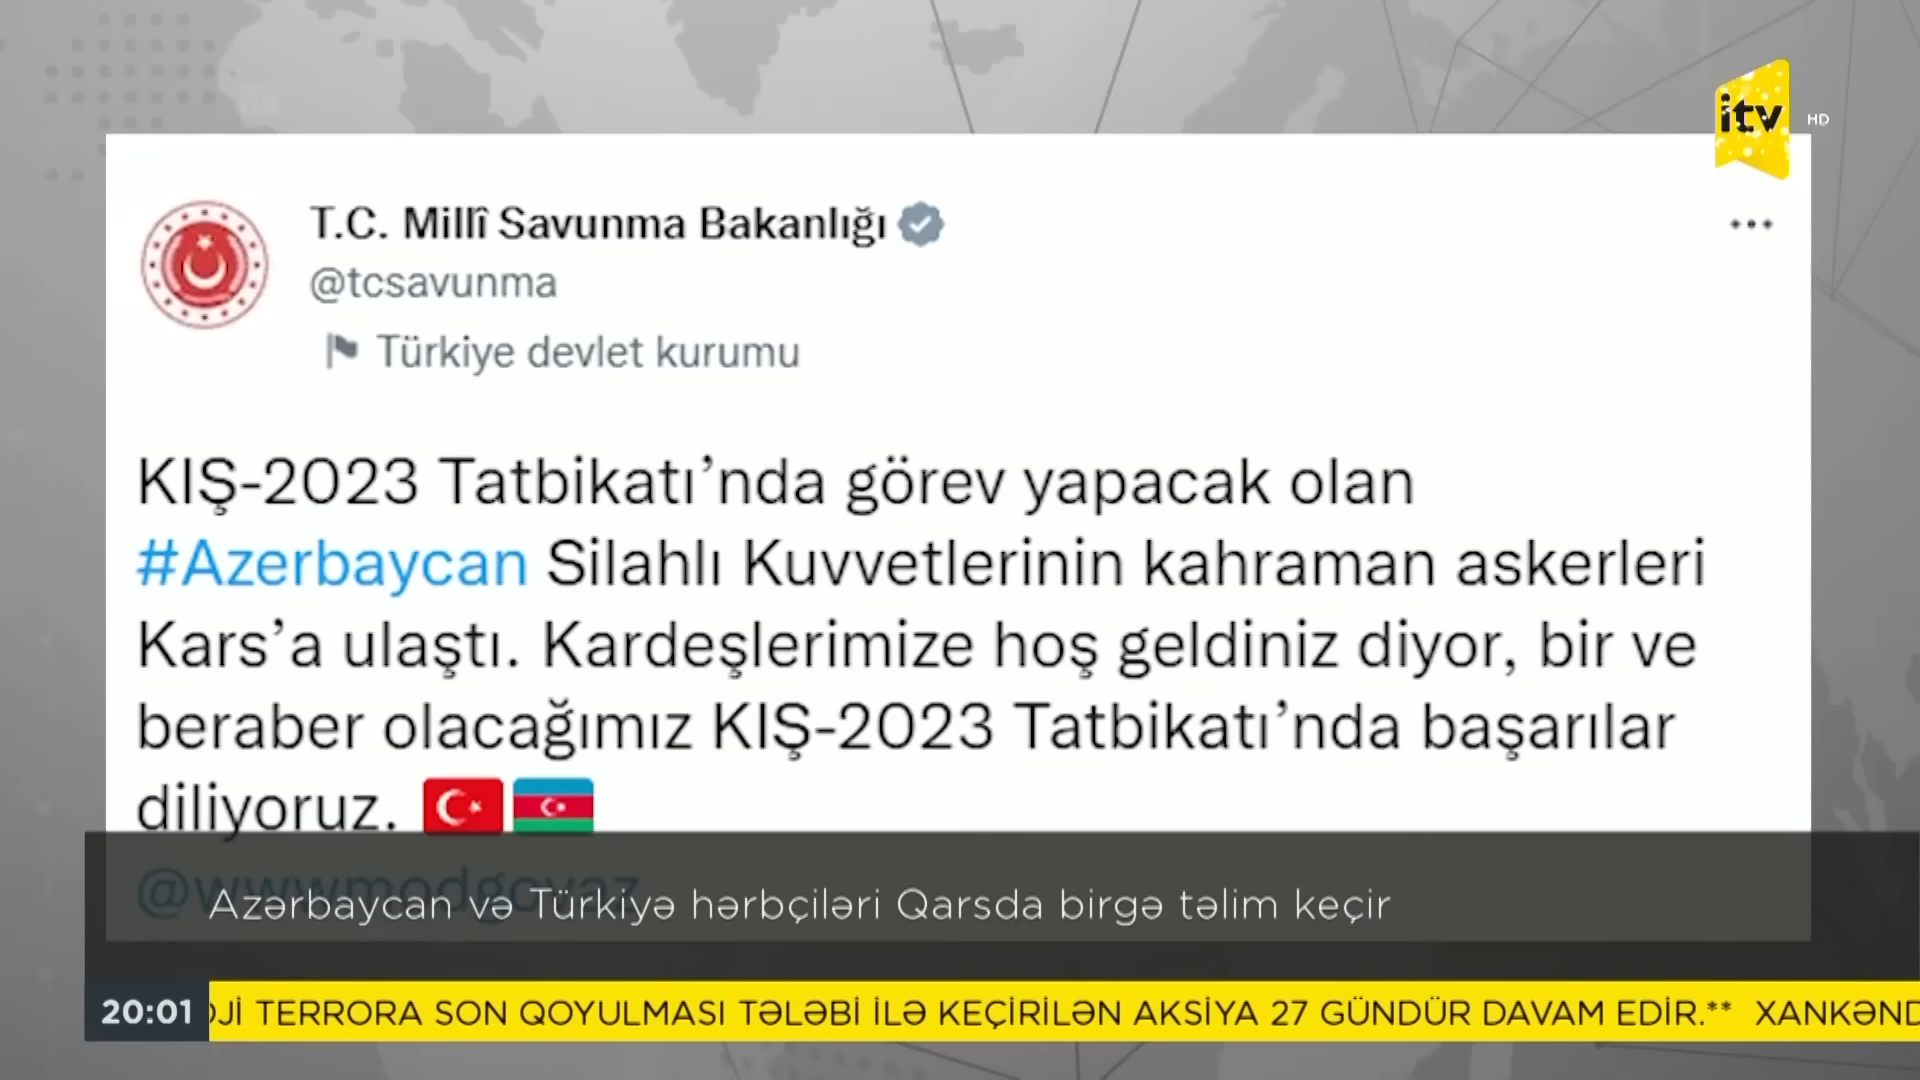 itv HD
T.C. Millî Savunma Bakanlığı
@tcsavunma
Türkiye devlet kurumu
KIŞ-2023 Tatbikatı’nda görev yapacak olan
#Azerbaycan Silahlı Kuvvetlerinin kahraman askerleri
Kars’a ulaştı. Kardeşlerimize hoş geldiniz diyor, bir ve
beraber olacağımız KIŞ-2023 Tatbikatı’nda başarılar
diliyoruz.
@wwwmodgovaz
Azərbaycan və Türkiyə hərbçiləri Qarsda birgə təlim keçir
20:01 Jİ TERRORA SON QOYULMASI TƏLƏBİ İLƏ KEÇİRİLƏN AKSİYA 27 GÜNDÜR DAVAM EDİR.** XANKƏND